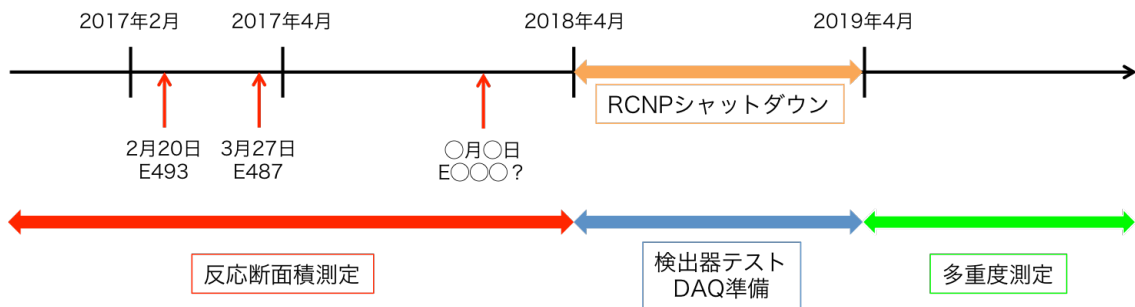 2017年2月
2017年4月
2018年4月
2019年4月
RCNPシャットダウン
2月20日
E493
3月27日
E487
◯月◯日
E◯◯◯？
反応断面積測定
検出器テスト
DAQ準備
多重度測定